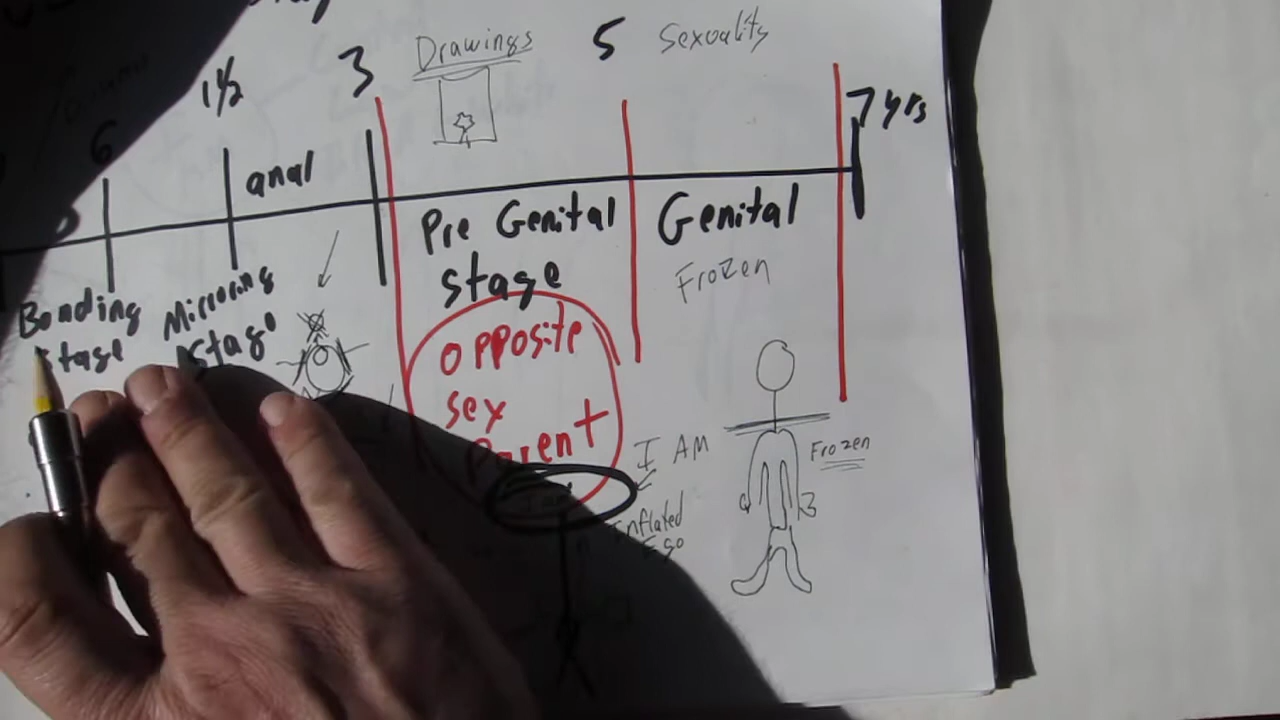 Drawings
5
Sexuality
3
1½
7 yrs
6
anal
Pre Genital
stage
Genital
Frozen
Bonding
Stage
Mirroring
Stage
opposite
sex
Parent
I AM
Frozen
Inflated
Ego